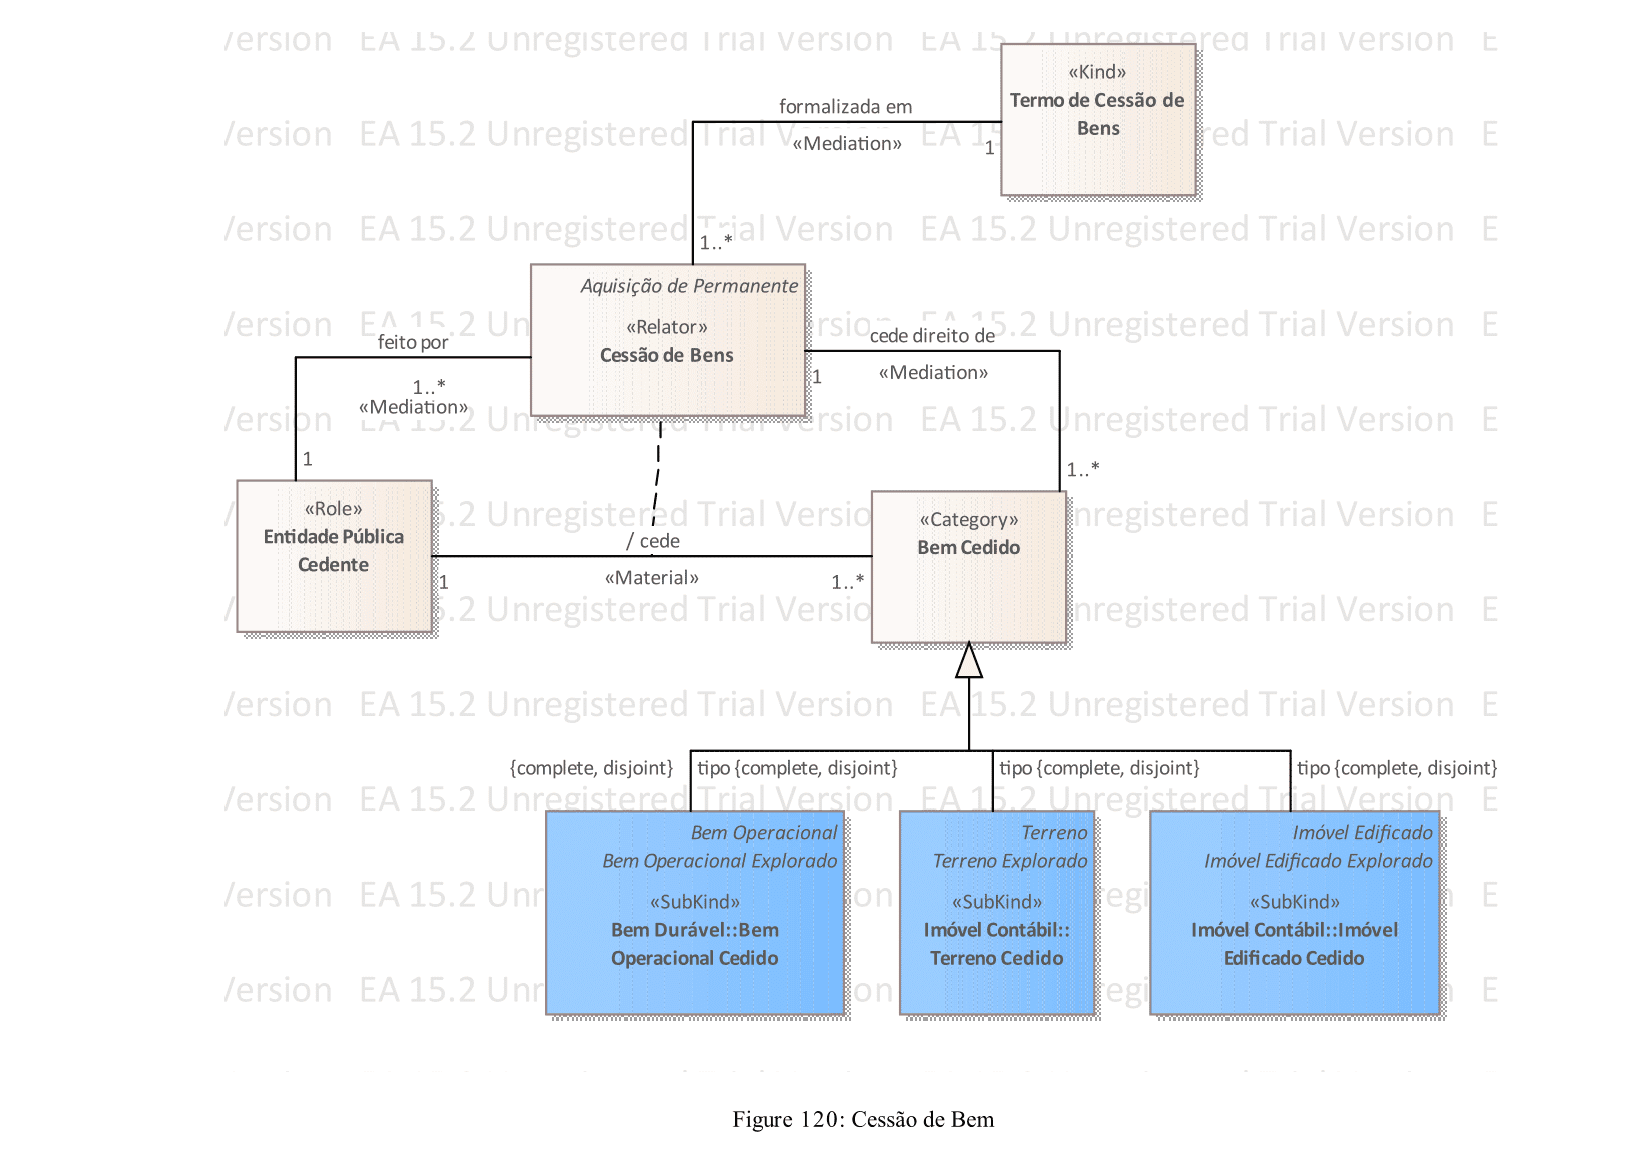 «Kind»
Termo de Cessão de
Bens
formalizada em
«Mediation»
1
1..*
Aquisição de Permanente
«Relator»
Cessão de Bens
feito por
1..*
«Mediation»
1
cede direito de
1
«Mediation»
1..*
«Role»
Entidade Pública
Cedente
/ cede
1
«Material»
1..*
«Category»
Bem Cedido
{complete, disjoint}
tipo {complete, disjoint}
tipo {complete, disjoint}
tipo {complete, disjoint}
Bem Operacional
Bem Operacional Explorado
«SubKind»
Bem Durável::Bem
Operacional Cedido
Terreno
Terreno Explorado
«SubKind»
Imóvel Contábil::
Terreno Cedido
Imóvel Edificado
Imóvel Edificado Explorado
«SubKind»
Imóvel Contábil::Imóvel
Edificado Cedido
EA 15.2 Unregistered Trial Version
Figure 120: Cessão de Bem